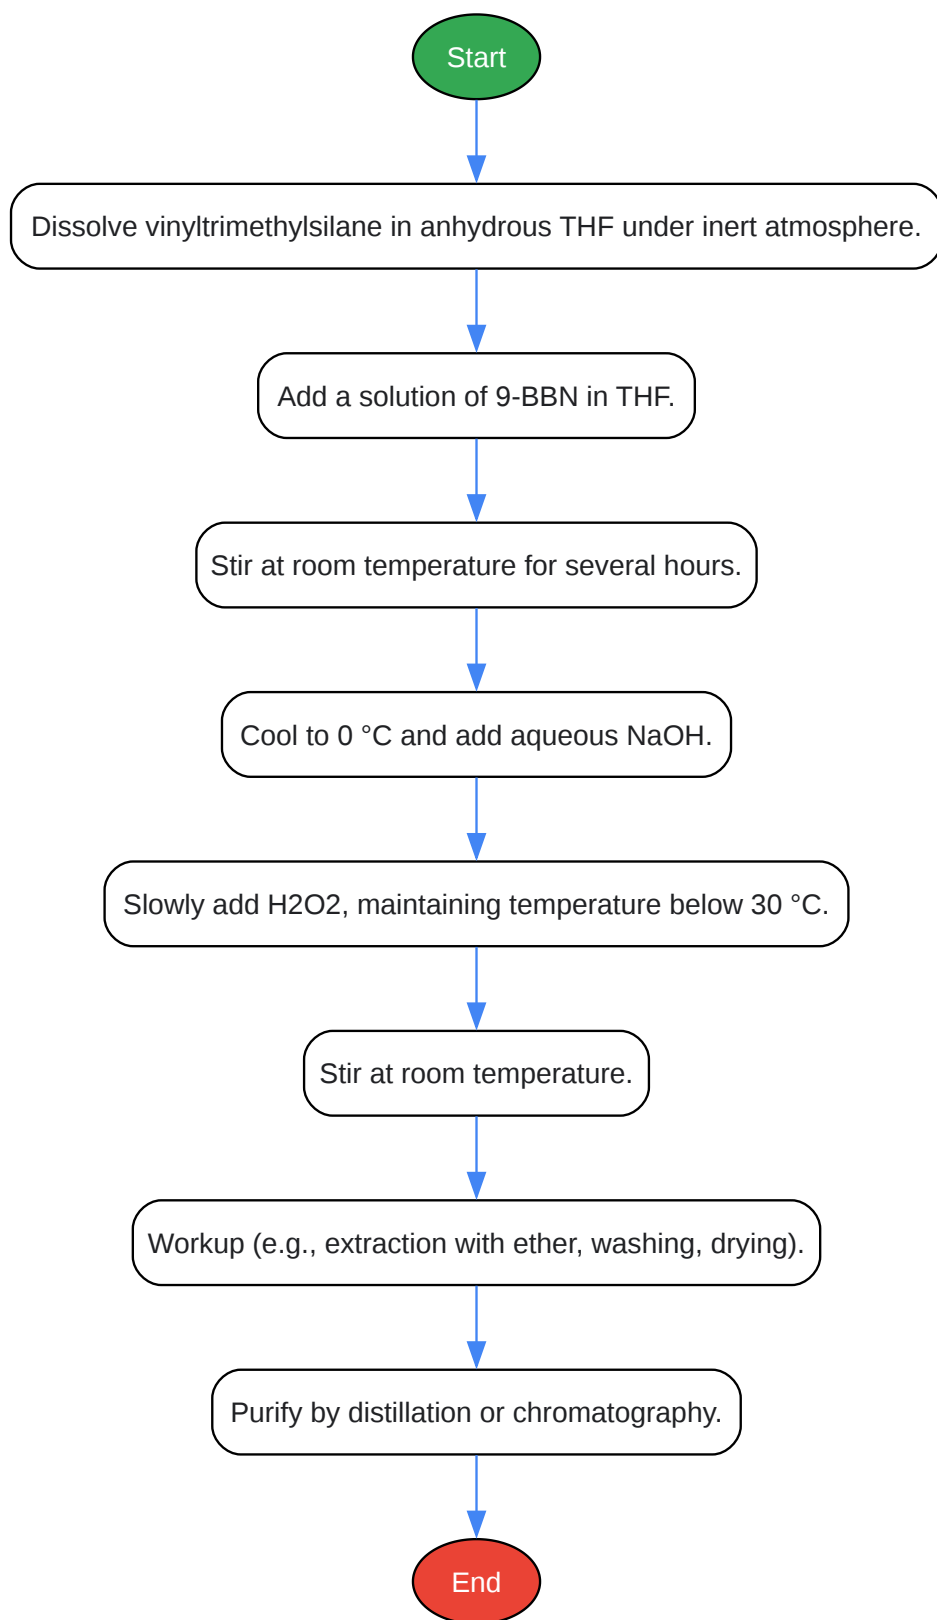 Start
Dissolve vinyltrimethylsilane in anhydrous THF under inert atmosphere.
Add a solution of 9-BBN in THF.
Stir at room temperature for several hours.
Cool to 0 °C and add aqueous NaOH.
Slowly add H2O2, maintaining temperature below 30 °C.
Stir at room temperature.
Workup (e.g., extraction with ether, washing, drying).
Purify by distillation or chromatography.
End